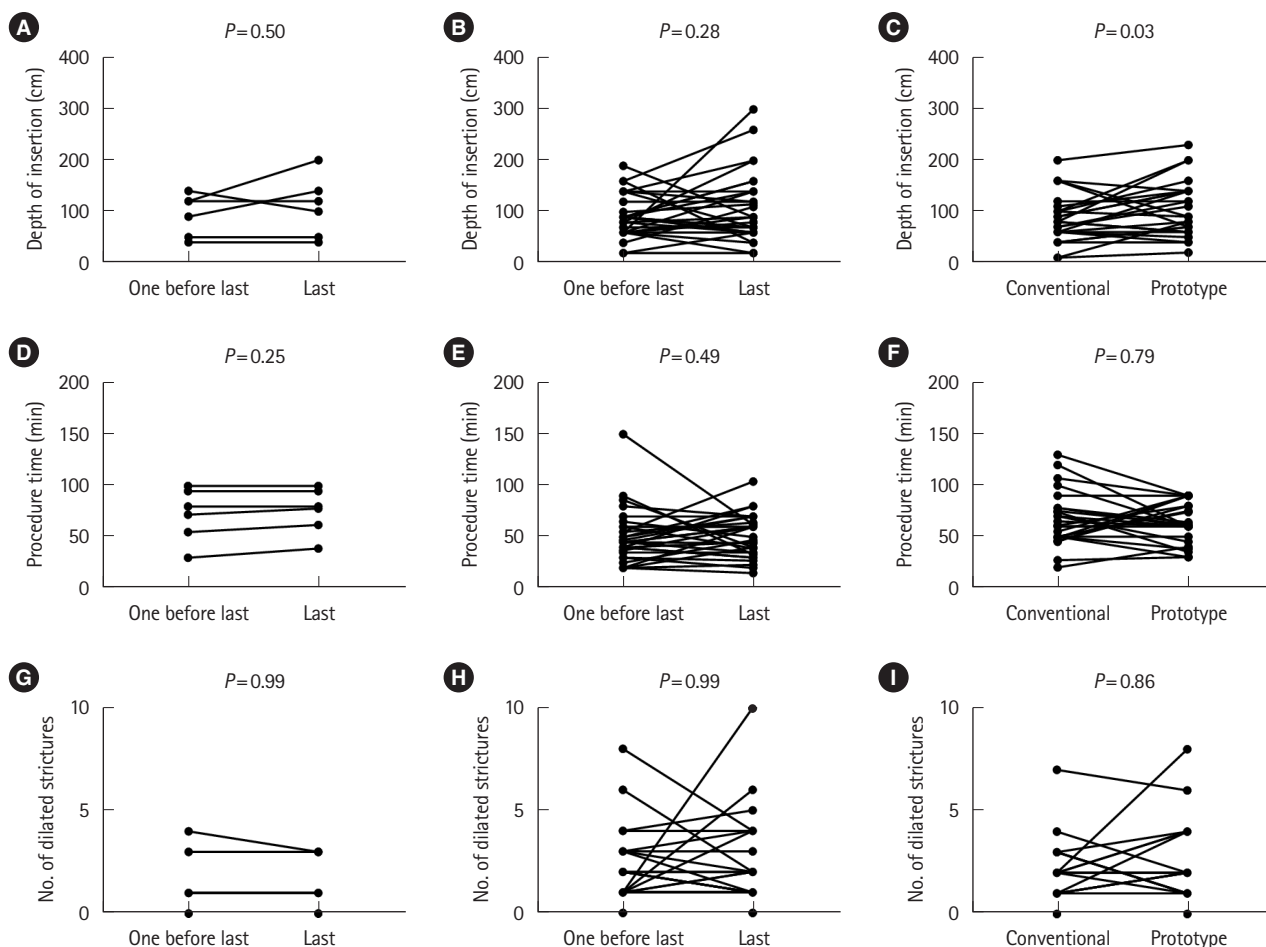 A
P=0.50
Depth of insertion (cm)
400
300
200
100
0
One before last Last
B
P=0.28
Depth of insertion (cm)
400
300
200
100
0
One before last Last
C
P=0.03
Depth of insertion (cm)
400
300
200
100
0
Conventional Prototype
D
P=0.25
Procedure time (min)
200
150
100
50
0
One before last Last
E
P=0.49
Procedure time (min)
200
150
100
50
0
One before last Last
F
P=0.79
Procedure time (min)
200
150
100
50
0
Conventional Prototype
G
P=0.99
No. of dilated strictures
10
5
0
One before last Last
H
P=0.99
No. of dilated strictures
10
5
0
One before last Last
I
P=0.86
No. of dilated strictures
10
5
0
Conventional Prototype